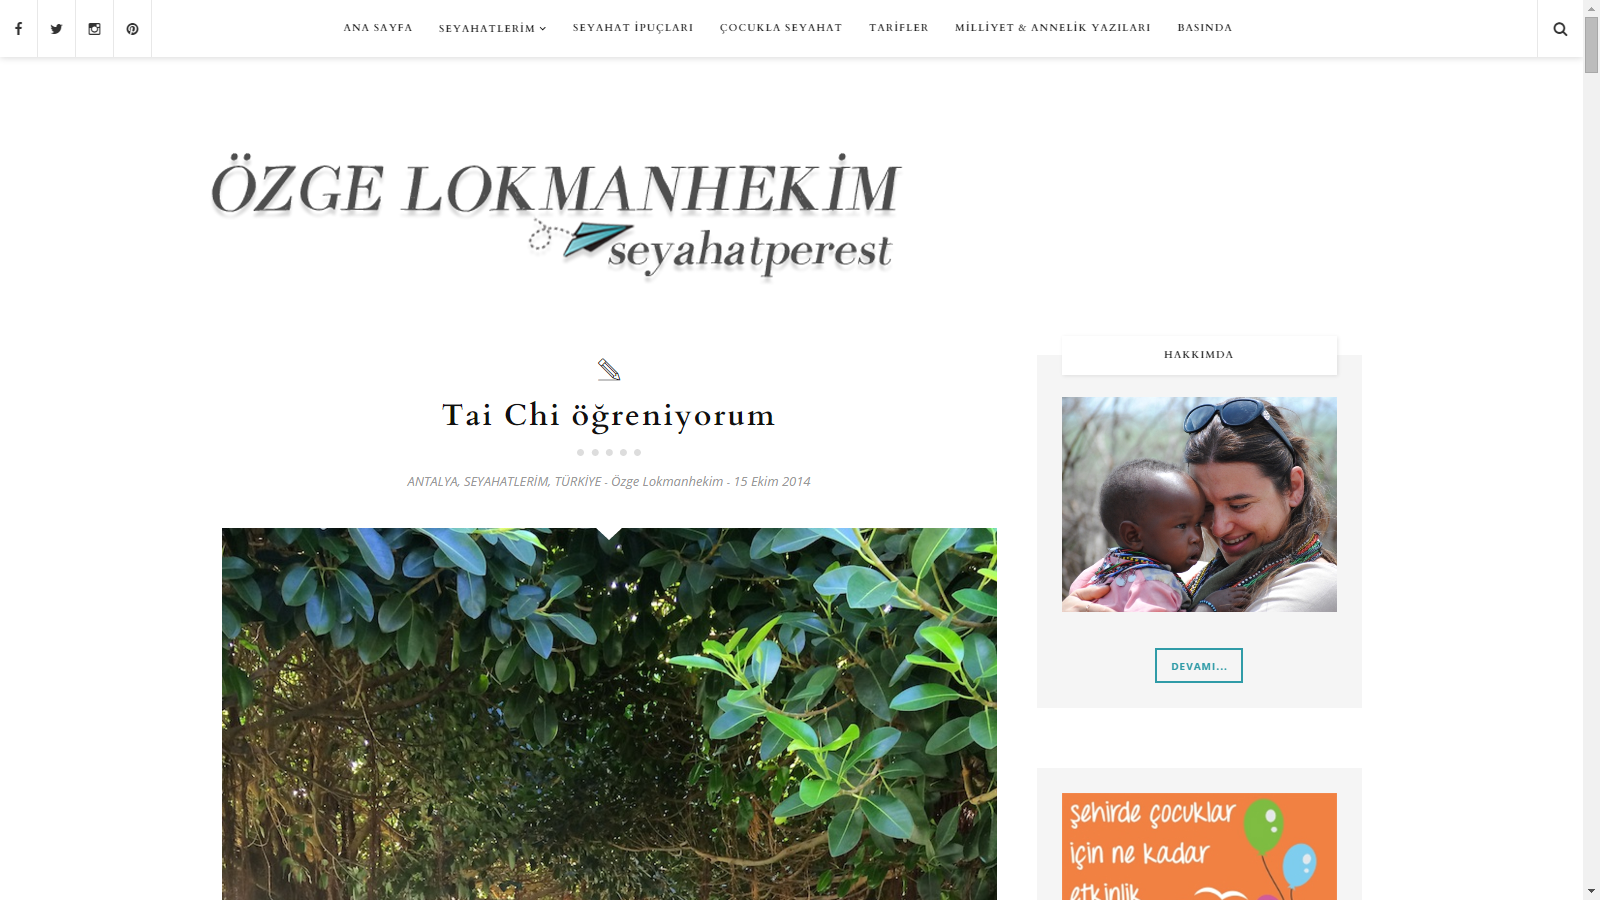 ANA SAYFA
SEYAHATLERİM
SEYAHAT İPUÇLARI
ÇOCUKLA SEYAHAT
TARİFLER
MİLLİYET & ANNELİK YAZILARI
BASINDA
ÖZGE LOKMANHEKİM
seyahatperest
Tai Chi öğreniyorum
ANTALYA, SEYAHATLERİM, TÜRKİYE - Özge Lokmanhekim - 15 Ekim 2014
HAKKIMDA
DEVAMI...
şehirde çocuklar
için ne kadar
etkinlik